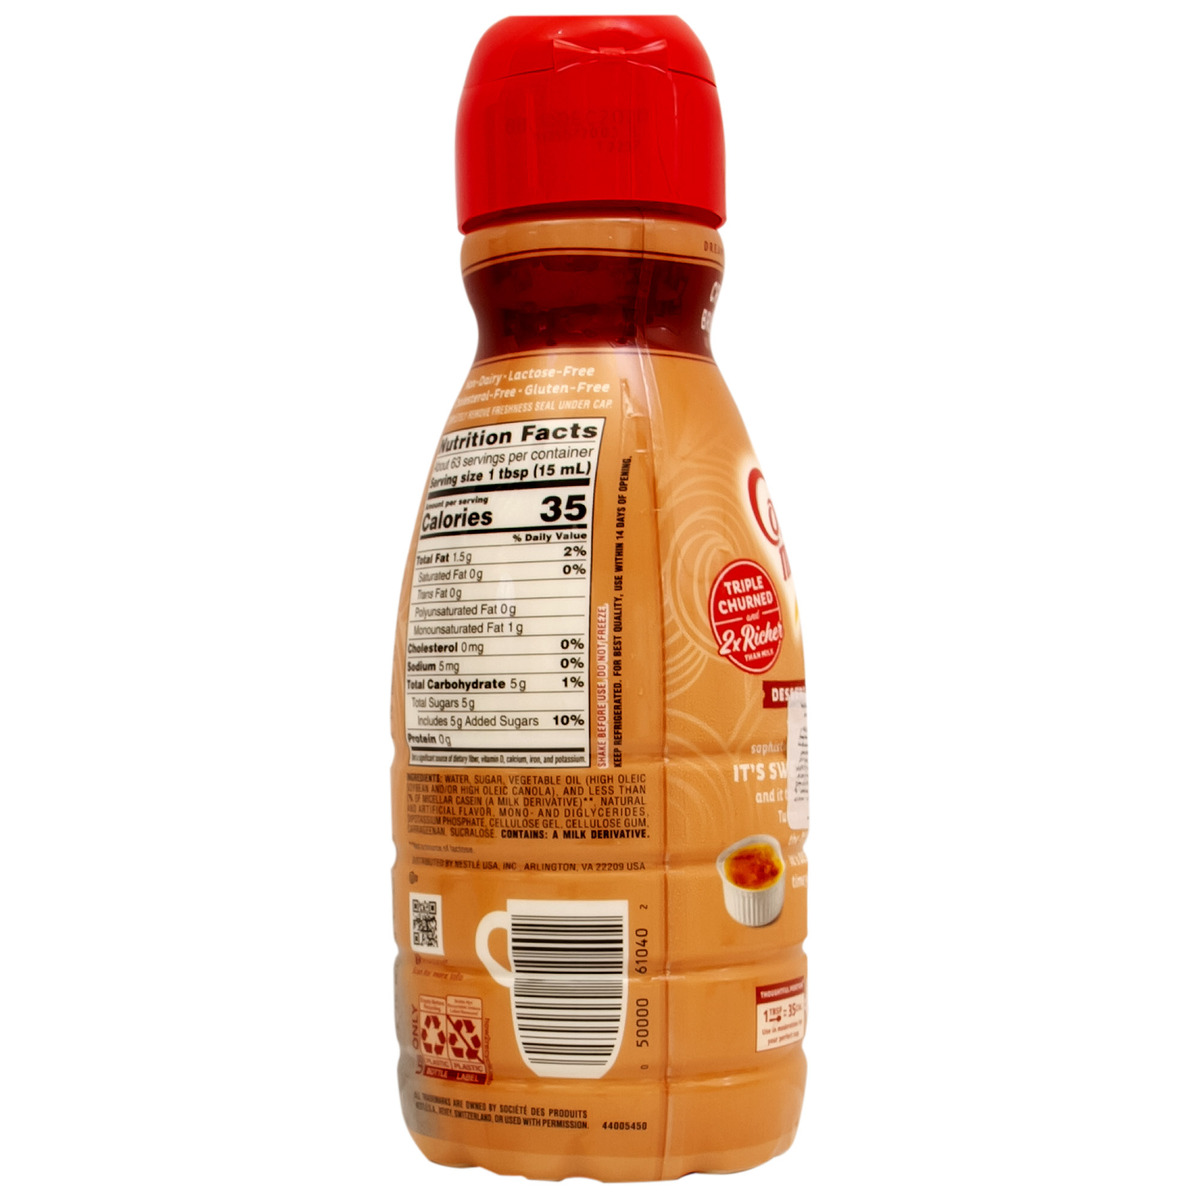 Lactose-Free
Gluten-Free
REMOVE FRESHNESS SEAL UNDER CAP.
Nutrition Facts
About 63 servings per container
Serving size 1 tbsp (15 mL)
Amount per serving
Calories 35
% Daily Value
Total Fat 1.5g 2%
Saturated Fat 0g 0%
Trans Fat 0g
Polyunsaturated Fat 0g
Monounsaturated Fat 1g
Cholesterol 0mg 0%
Sodium 5mg 0%
Total Carbohydrate 5g 1%
Total Sugars 5g
Includes 5g Added Sugars 10%
Protein 0g
significant source of dietary fiber, vitamin D, calcium, iron, and potassium.
SHAKE BEFORE USE. DO NOT FREEZE.
KEEP REFRIGERATED. FOR BEST QUALITY, USE WITHIN 14 DAYS OF OPENING.
INGREDIENTS: WATER, SUGAR, VEGETABLE OIL (HIGH OLEIC
SOYBEAN AND/OR HIGH OLEIC CANOLA), AND LESS THAN
2% OF MICELLAR CASEIN (A MILK DERIVATIVE)**, NATURAL
AND ARTIFICIAL FLAVOR, MONO- AND DIGLYCERIDES,
DIPOTASSIUM PHOSPHATE, CELLULOSE GEL, CELLULOSE GUM,
CARRAGEENAN, SUCRALOSE. CONTAINS: A MILK DERIVATIVE.
DISTRIBUTED BY NESTLÉ USA, INC., ARLINGTON, VA 22209 USA
0 50000 61040 2
ONLY
PLASTIC BOTTLE
PLASTIC LABEL
ALL TRADEMARKS ARE OWNED BY SOCIÉTÉ DES PRODUITS
NESTLÉ S.A., VEVEY, SWITZERLAND, OR USED WITH PERMISSION.
44005450
TRIPLE
CHURNED
and
2x Richer
THAN MILK
IT'S SW
and it
1 TBSP = 35